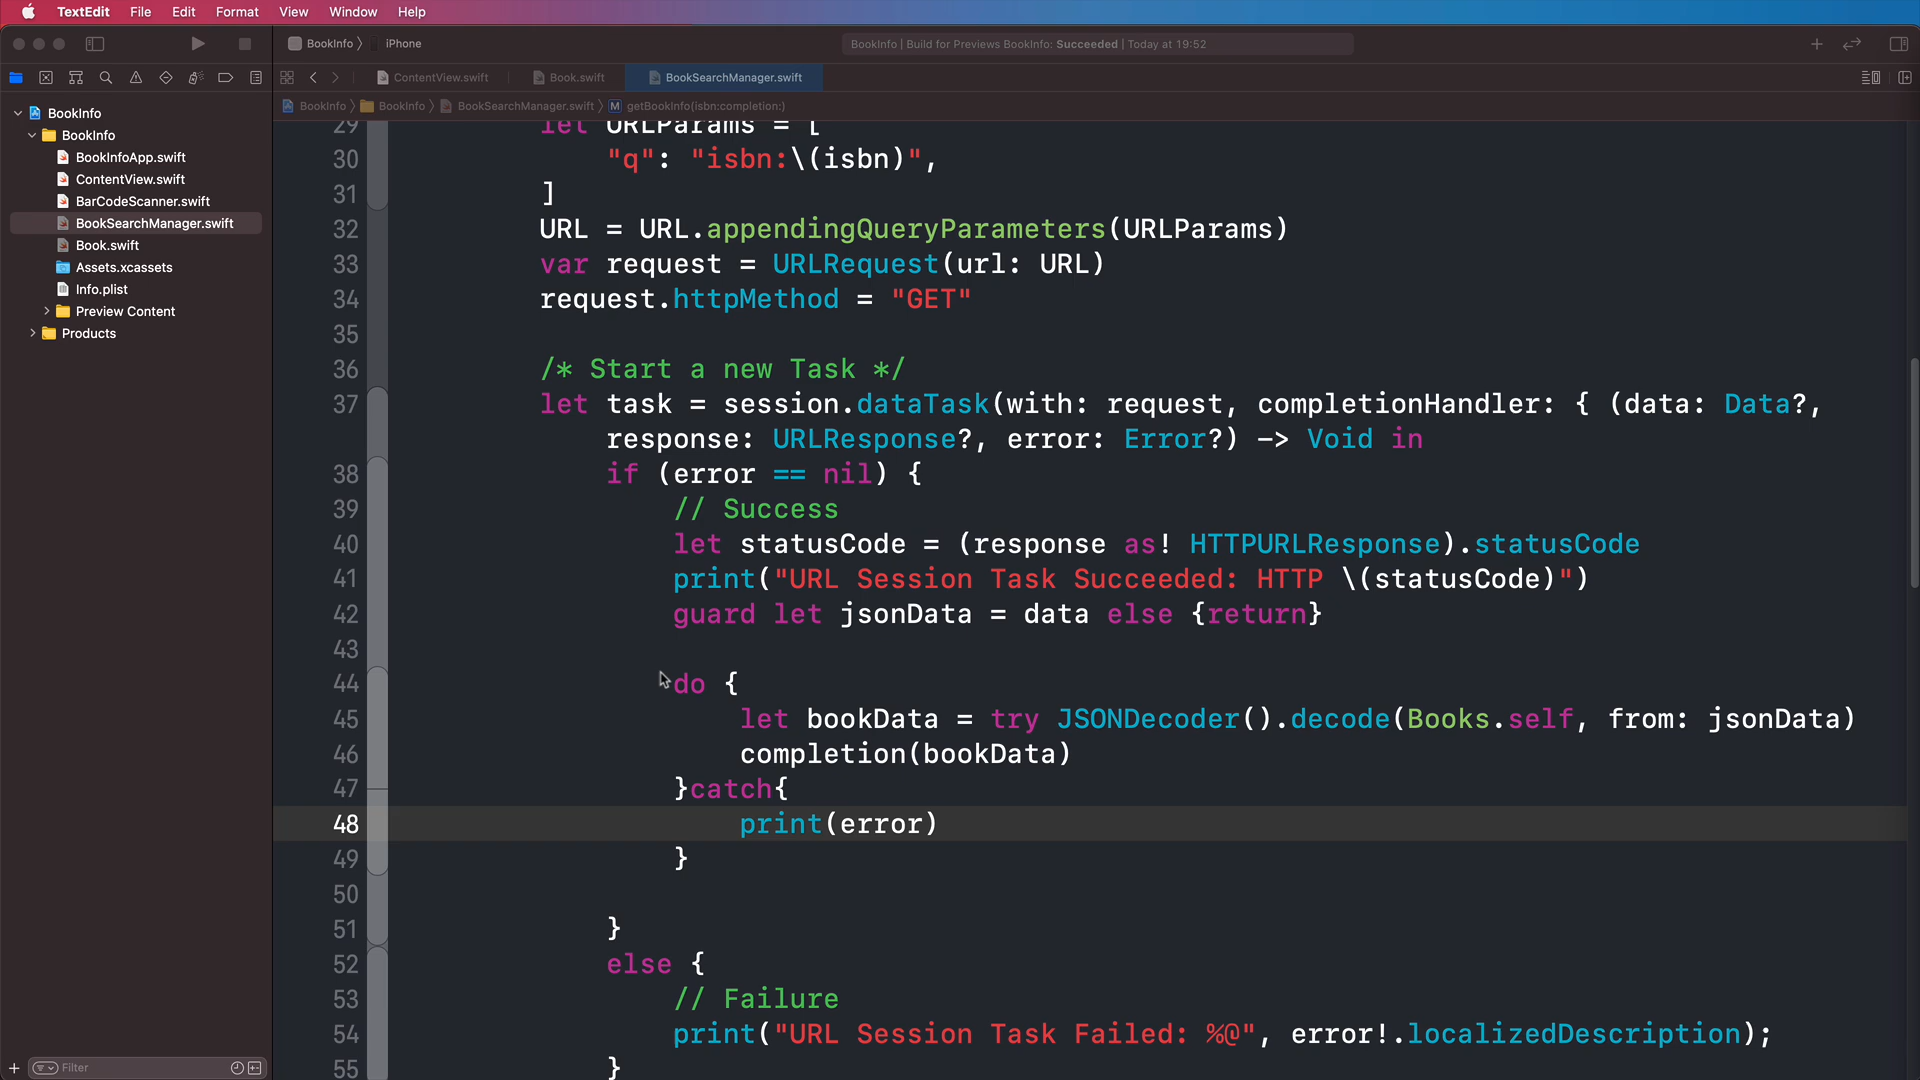 TextEdit File Edit Format View Window Help
BookInfo iPhone
BookInfo | Build for Previews BookInfo: Succeeded | Today at 19:52
ContentView.swift Book.swift BookSearchManager.swift
BookInfo BookInfo BookSearchManager.swift M getBookInfo(isbn:completion:)
BookInfo
BookInfo
BookInfoApp.swift
ContentView.swift
BarCodeScanner.swift
BookSearchManager.swift
Book.swift
Assets.xcassets
Info.plist
Preview Content
Products
Filter
29 let URLParams = [
30 "q": "isbn:\(isbn)",
31 ]
32 URL = URL.appendingQueryParameters(URLParams)
33 var request = URLRequest(url: URL)
34 request.httpMethod = "GET"
35
36 /* Start a new Task */
37 let task = session.dataTask(with: request, completionHandler: { (data: Data?,
response: URLResponse?, error: Error?) -> Void in
38 if (error == nil) {
39 // Success
40 let statusCode = (response as! HTTPURLResponse).statusCode
41 print("URL Session Task Succeeded: HTTP \(statusCode)")
42 guard let jsonData = data else {return}
43
44 do {
45 let bookData = try JSONDecoder().decode(Books.self, from: jsonData)
46 completion(bookData)
47 }catch{
48 print(error)
49 }
50
51 }
52 else {
53 // Failure
54 print("URL Session Task Failed: %@", error!.localizedDescription);
55 }